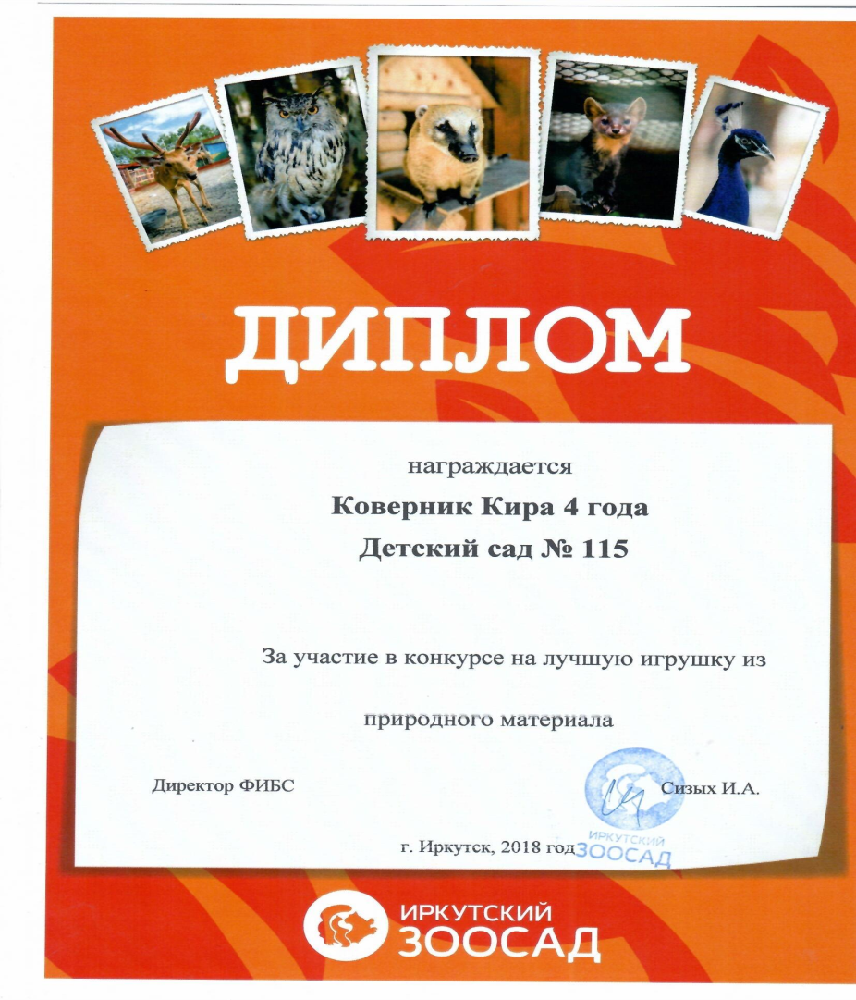 ДИПЛОМ
награждается
Коверник Кира 4 года
Детский сад № 115
За участие в конкурсе на лучшую игрушку из
природного материала
Директор ФИБС
Сизых И.А.
ИРКУТСКИЙ
ЗООСАД
г. Иркутск, 2018 год
ИРКУТСКИЙ
ЗООСАД